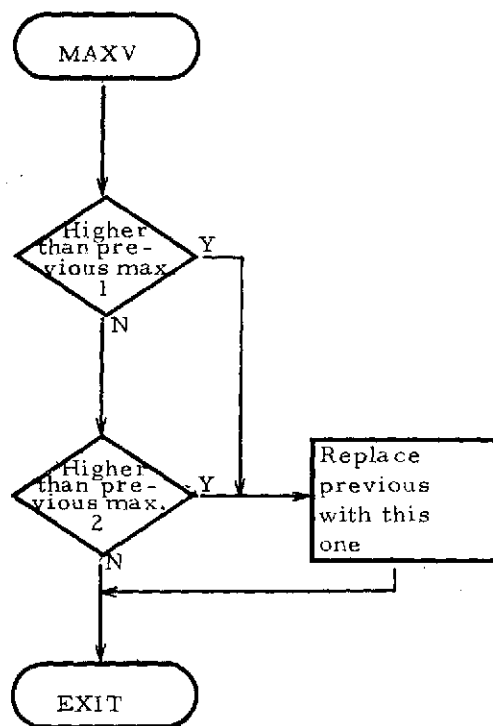 MAXV
Higher
than pre-
vious max
1
Y
N
Higher
than pre-
vious max.
2
Y
N
Replace
previous
with this
one
EXIT